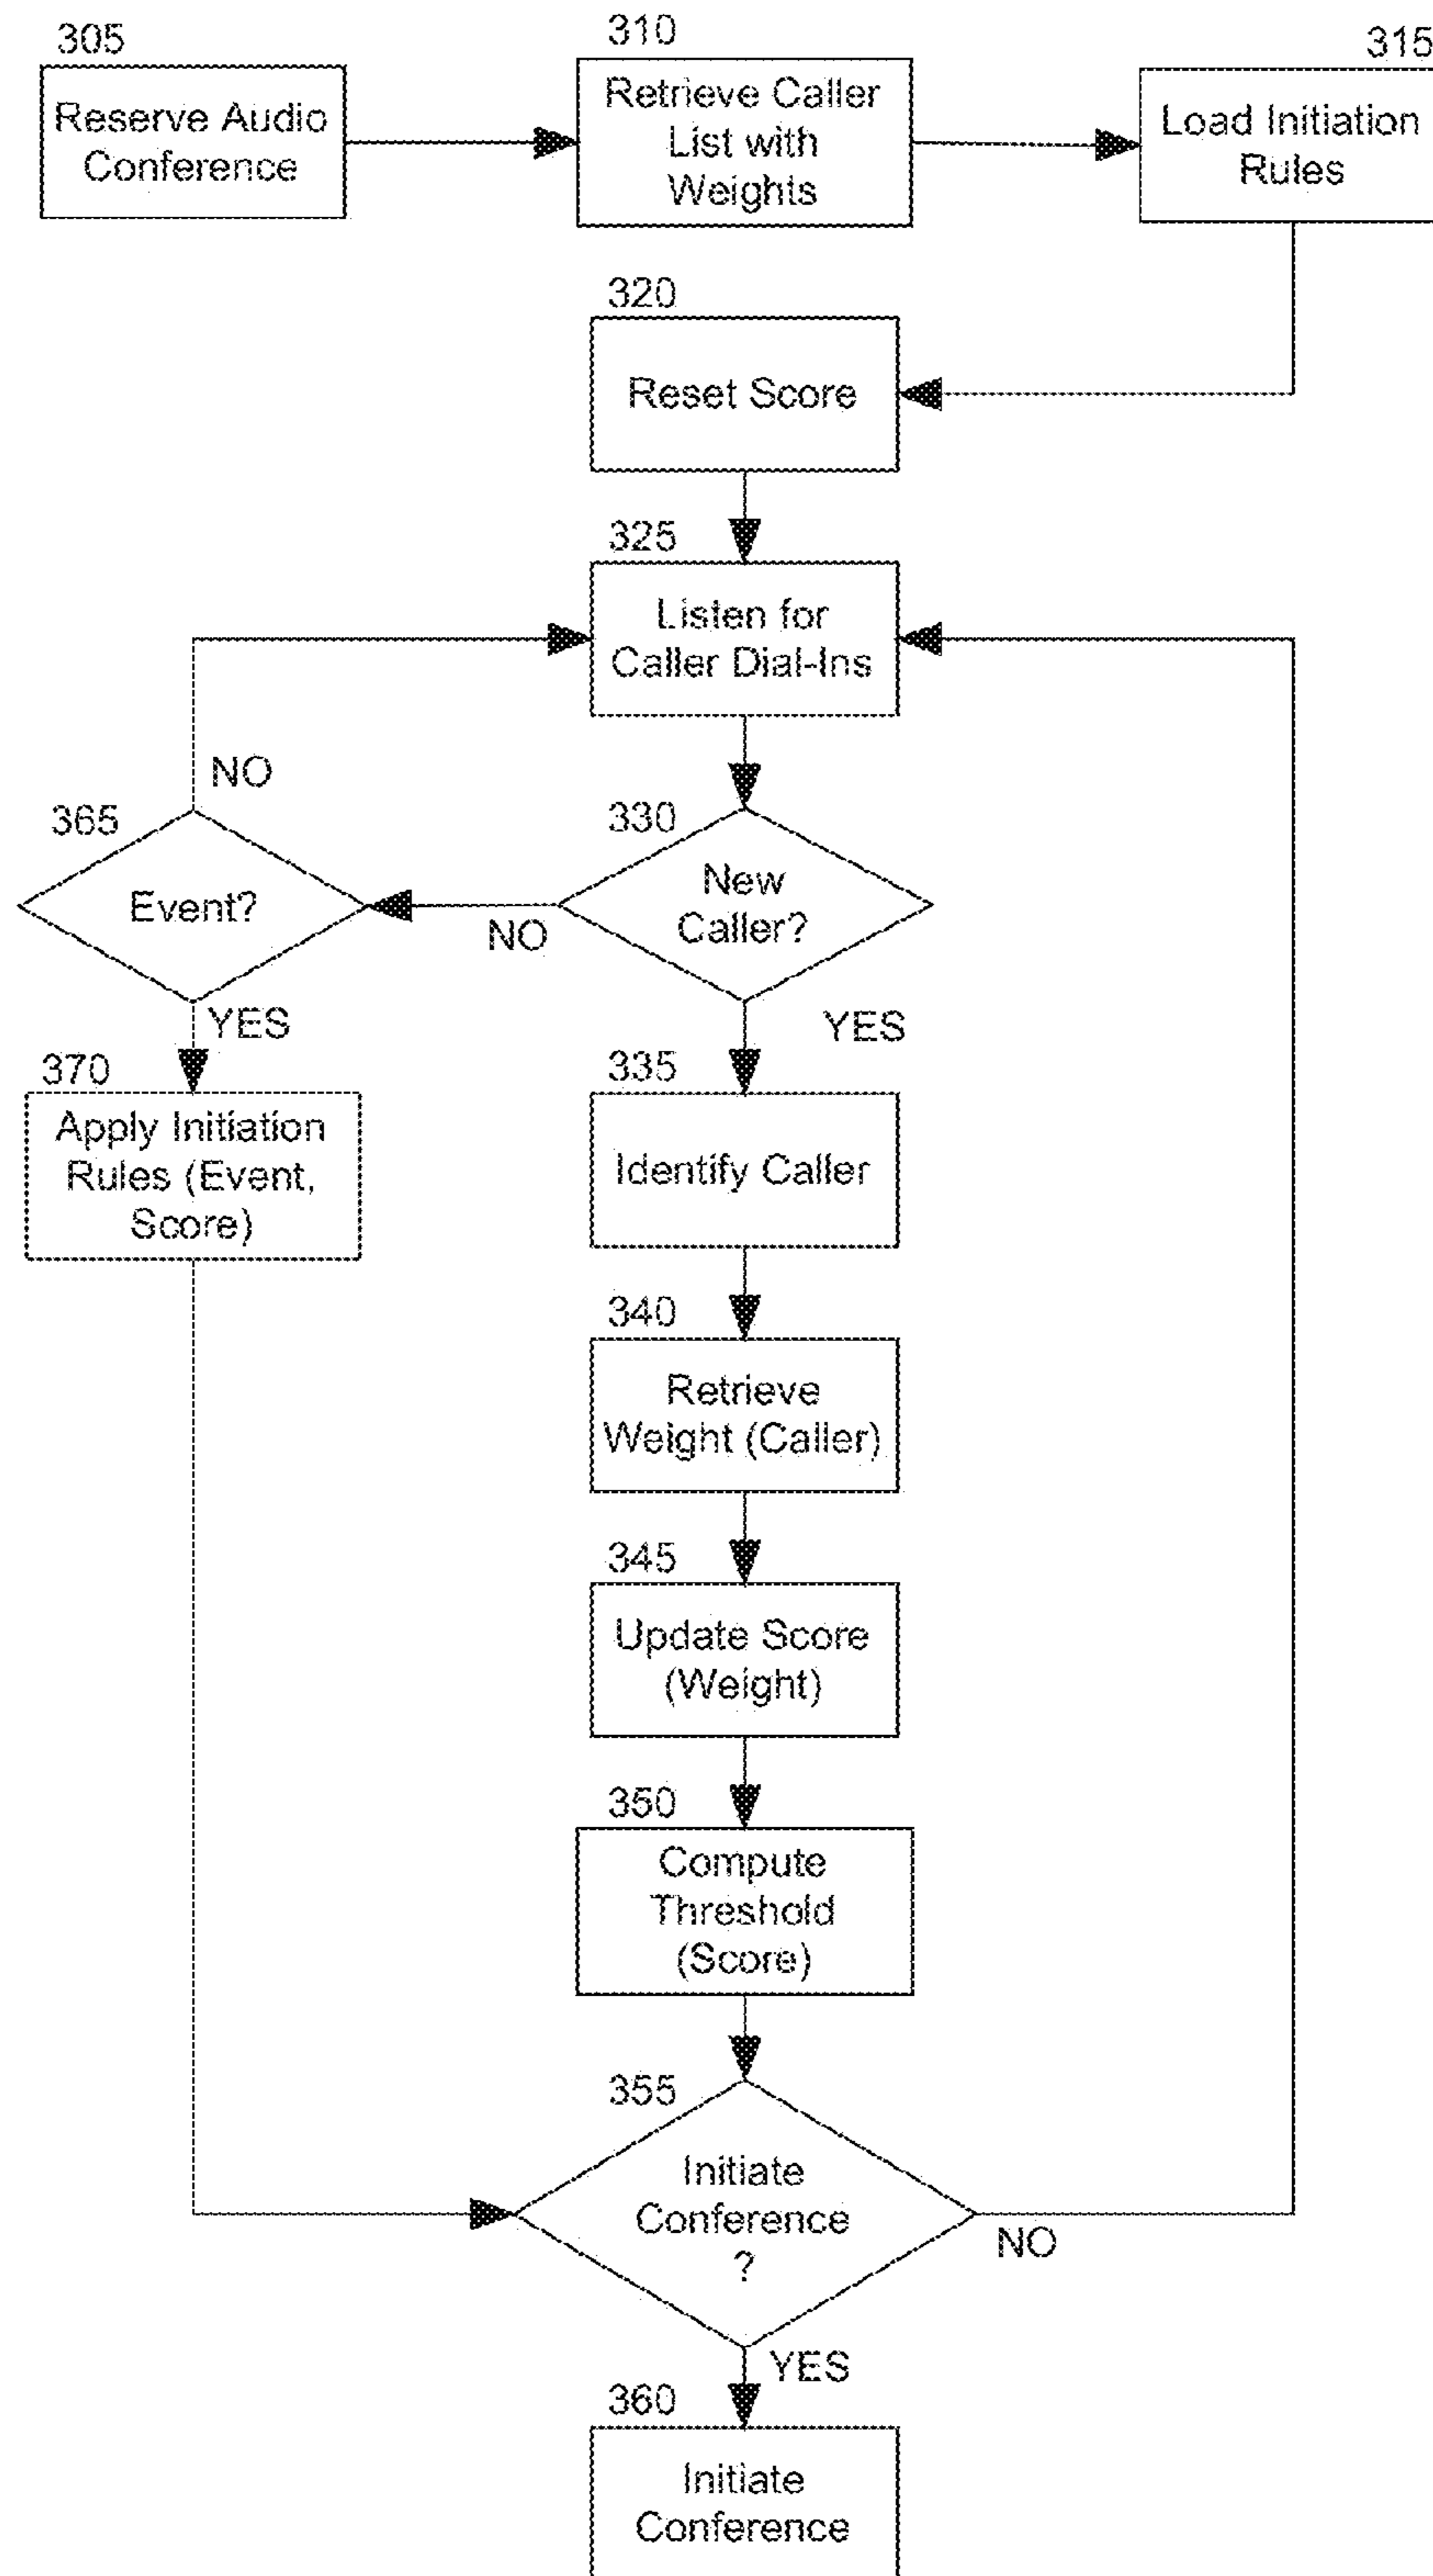 305
Reserve Audio
Conference
310
Retrieve Caller
List with
Weights
315
Load Initiation
Rules
320
Reset Score
325
Listen for
Caller Dial-Ins
NO
365
Event?
330
New
Caller?
NO
YES
YES
370
Apply Initiation
Rules (Event,
Score)
335
Identify Caller
340
Retrieve
Weight (Caller)
345
Update Score
(Weight)
350
Compute
Threshold
(Score)
355
Initiate
Conference
?
NO
YES
360
Initiate
Conference